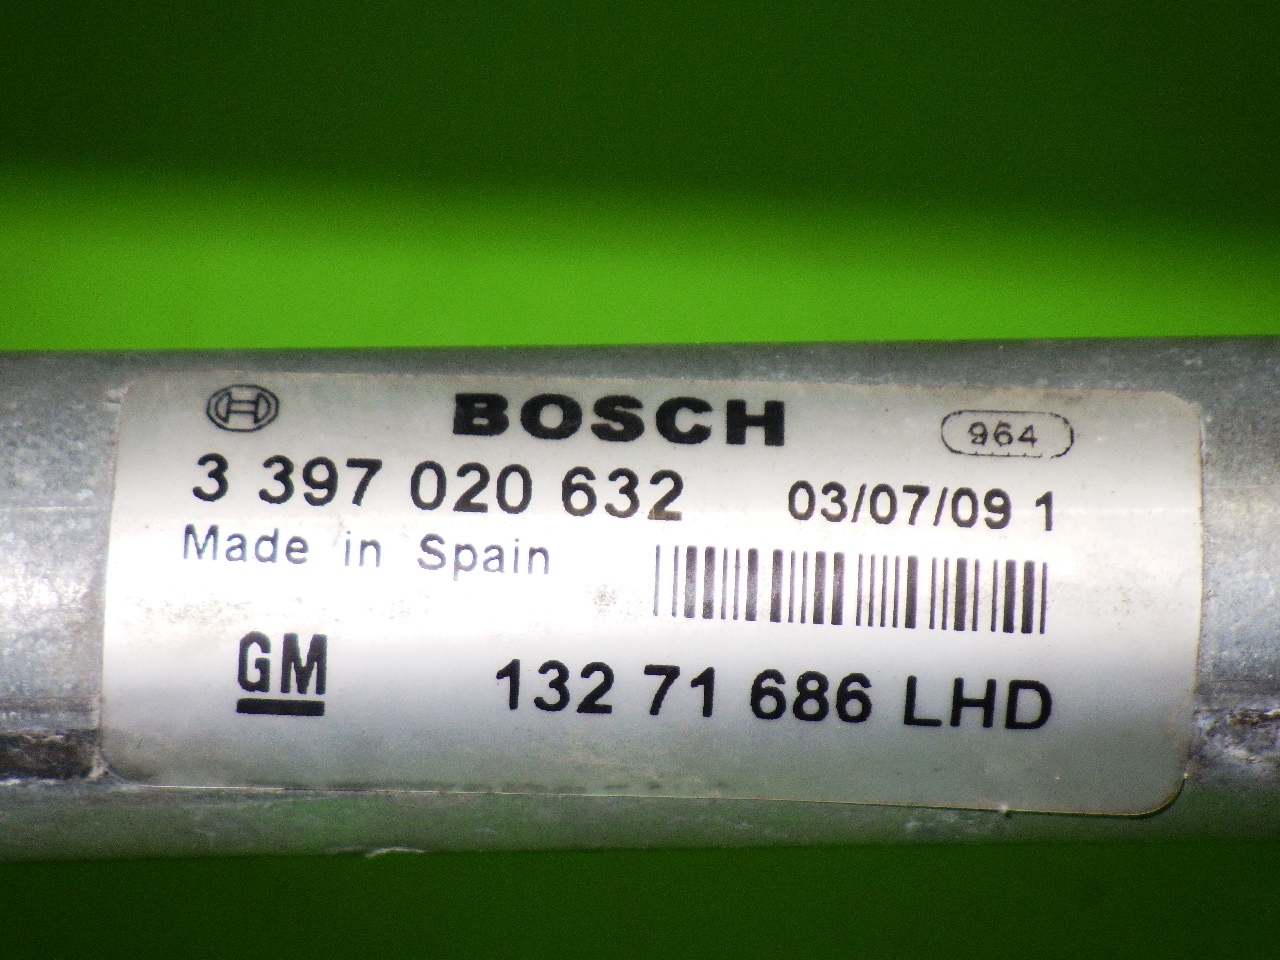 BOSCH 964
3 397 020 632 03/07/09 1
Made in Spain
GM 132 71 686 LHD